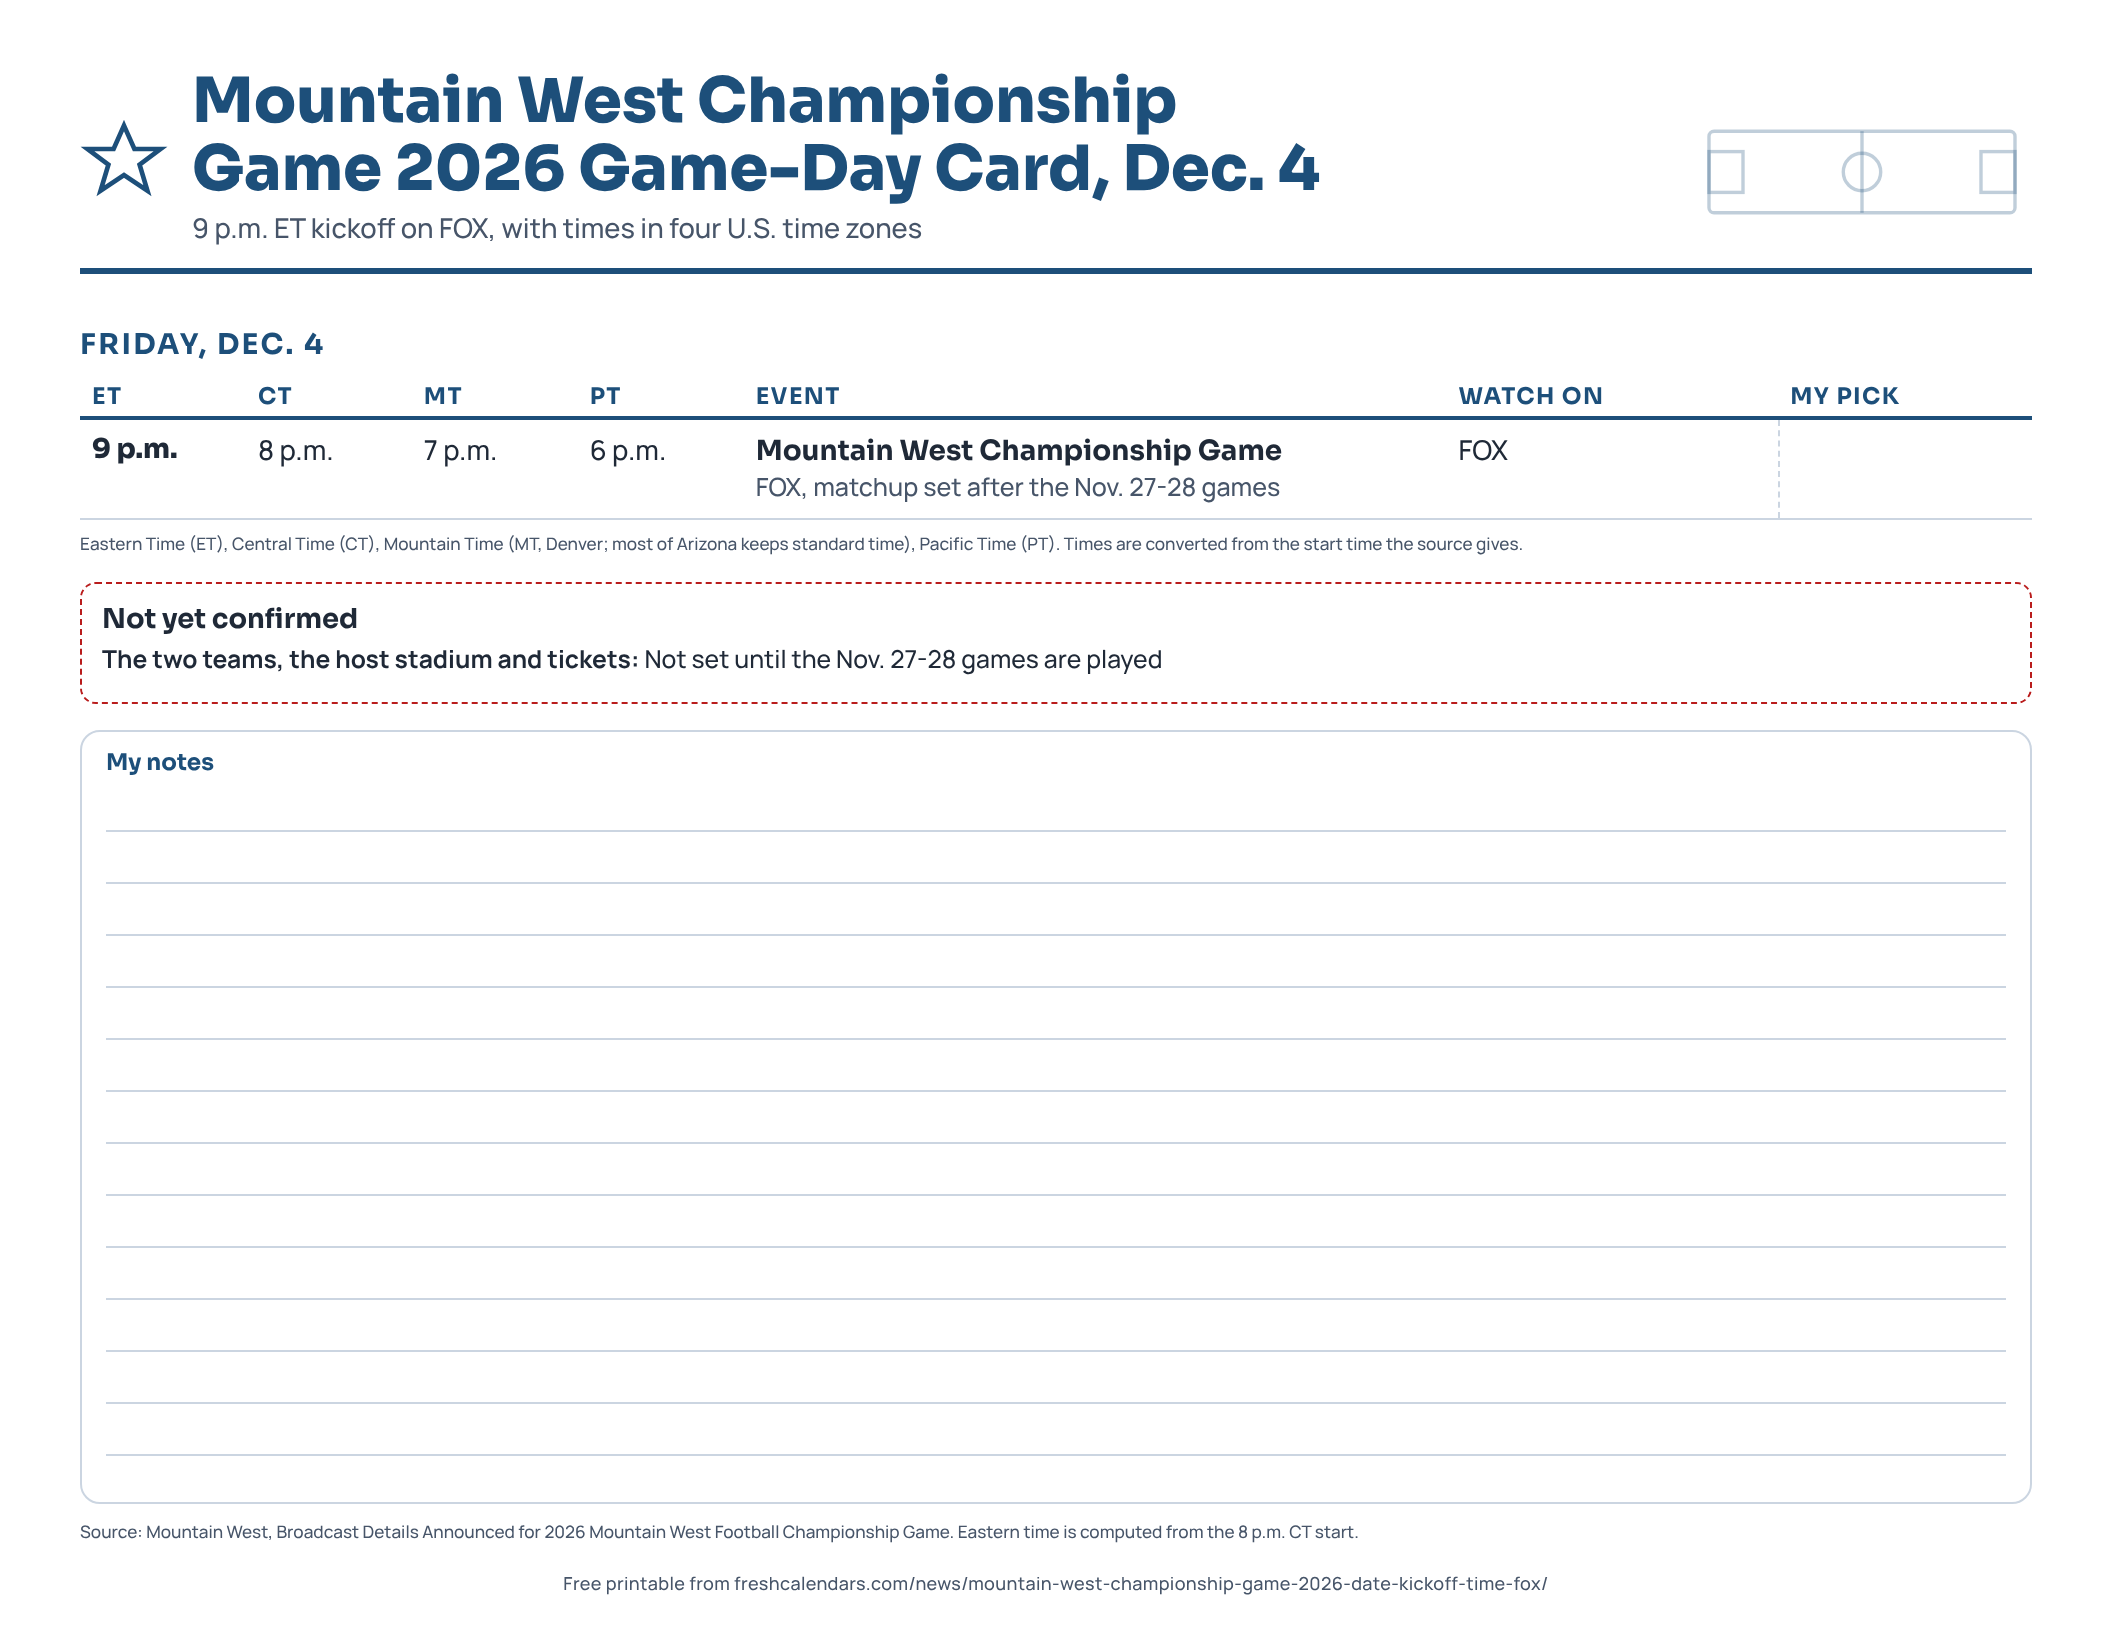 Mountain West Championship
Game 2026 Game-Day Card, Dec. 4
9 p.m. ET kickoff on FOX, with times in four U.S. time zones
FRIDAY, DEC. 4
ET CT MT PT EVENT WATCH ON MY PICK
9 p.m. 8 p.m. 7 p.m. 6 p.m. Mountain West Championship Game FOX
FOX, matchup set after the Nov. 27-28 games
Eastern Time (ET), Central Time (CT), Mountain Time (MT, Denver; most of Arizona keeps standard time), Pacific Time (PT). Times are converted from the start time the source gives.
Not yet confirmed
The two teams, the host stadium and tickets: Not set until the Nov. 27-28 games are played
My notes
Source: Mountain West, Broadcast Details Announced for 2026 Mountain West Football Championship Game. Eastern time is computed from the 8 p.m. CT start.
Free printable from freshcalendars.com/news/mountain-west-championship-game-2026-date-kickoff-time-fox/